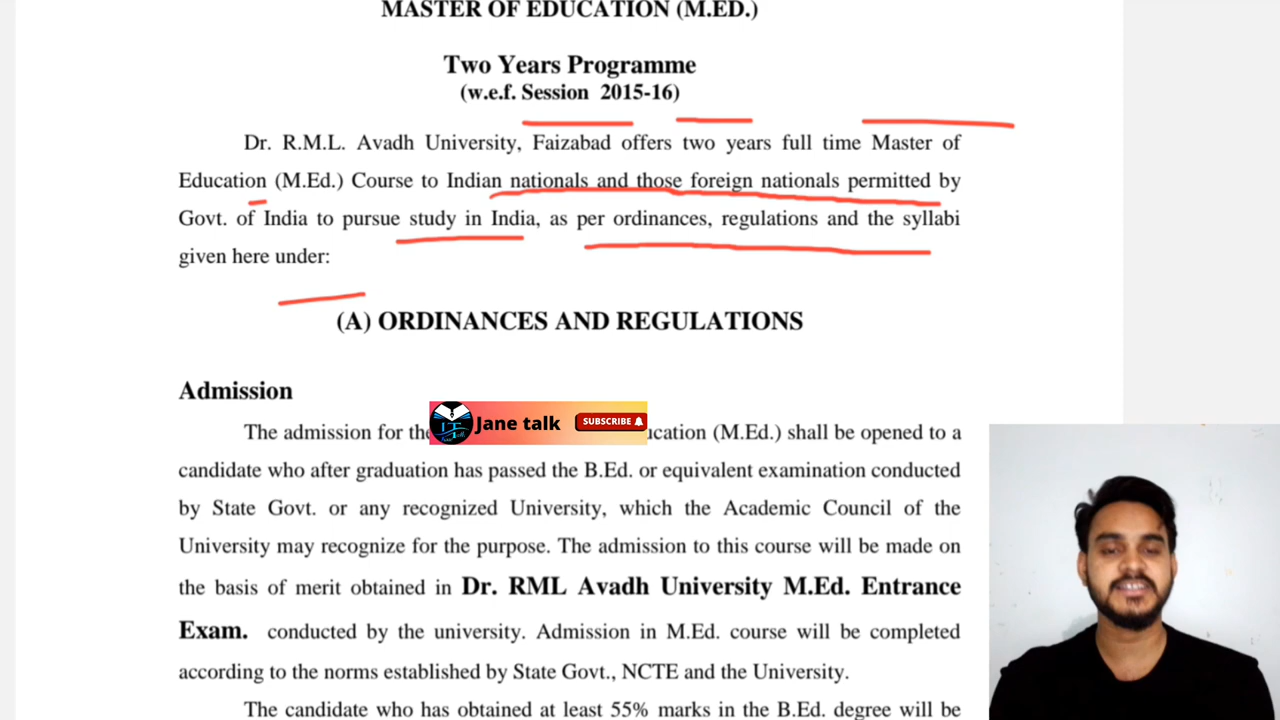 MASTER OF EDUCATION (M.ED.)
Two Years Programme
(w.e.f. Session 2015-16)
Dr. R.M.L. Avadh University, Faizabad offers two years full time Master of
Education (M.Ed.) Course to Indian nationals and those foreign nationals permitted by
Govt. of India to pursue study in India, as per ordinances, regulations and the syllabi
given here under:
(A) ORDINANCES AND REGULATIONS
Admission
The admission for the
Jane talk
SUBSCRIBE
(M.Ed.) shall be opened to a
candidate who after graduation has passed the B.Ed. or equivalent examination conducted
by State Govt. or any recognized University, which the Academic Council of the
University may recognize for the purpose. The admission to this course will be made on
the basis of merit obtained in Dr. RML Avadh University M.Ed. Entrance
Exam. conducted by the university. Admission in M.Ed. course will be completed
according to the norms established by State Govt., NCTE and the University.
The candidate who has obtained at least 55% marks in the B.Ed. degree will be